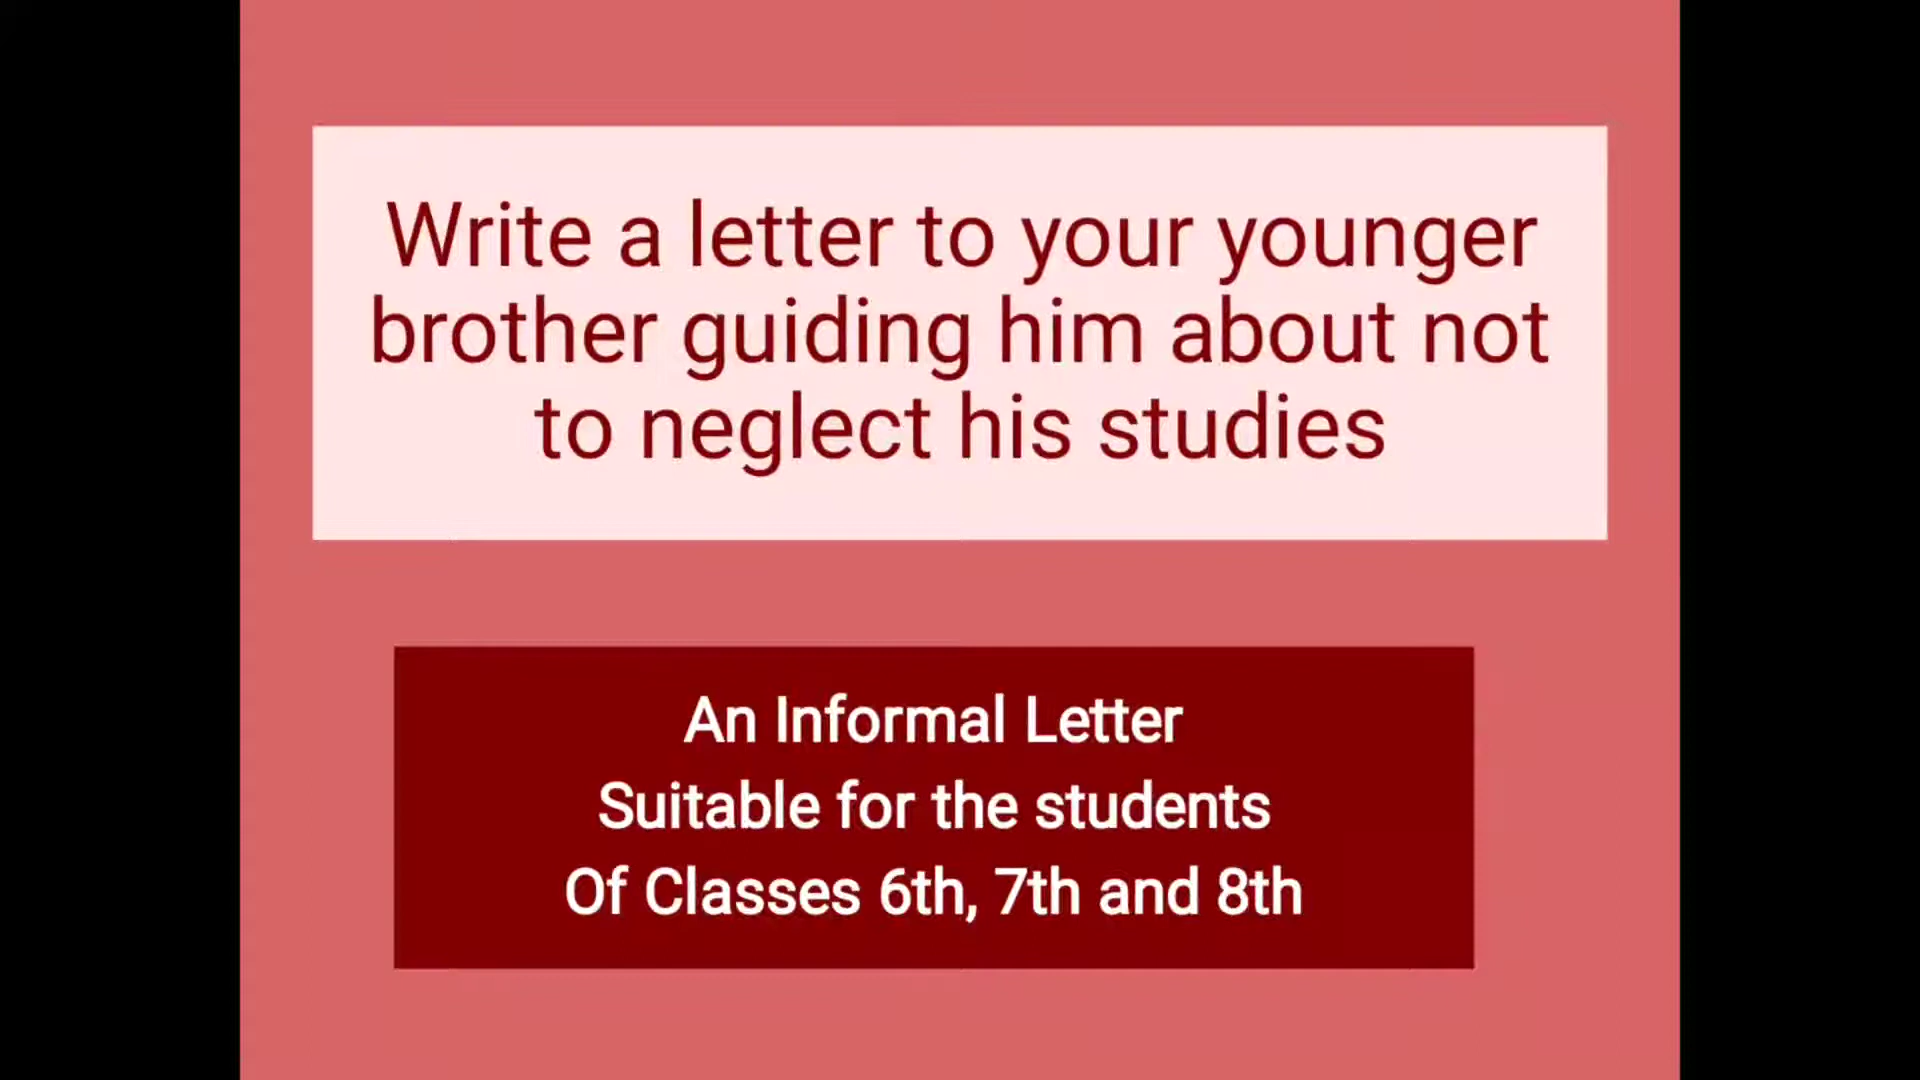 Write a letter to your younger
brother guiding him about not
to neglect his studies
An Informal Letter
Suitable for the students
Of Classes 6th, 7th and 8th